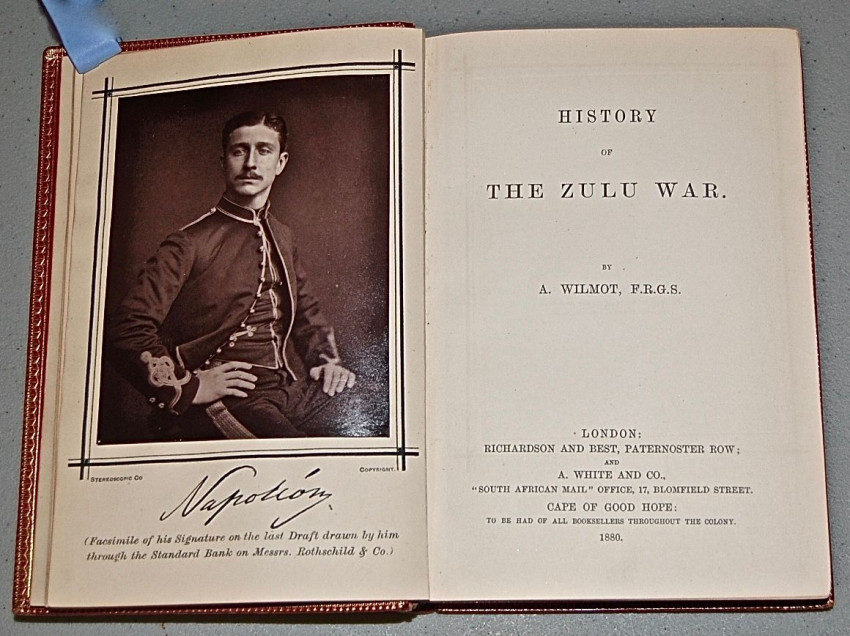 STEREOSCOPIC CO
COPYRIGHT.
Napoléon
(Facsimile of his Signature on the last Draft drawn by him
through the Standard Bank on Messrs. Rothschild & Co.)
HISTORY
OF
THE ZULU WAR.
BY
A. WILMOT, F.R.G.S.
LONDON:
RICHARDSON AND BEST, PATERNOSTER ROW;
AND
A. WHITE AND CO.,
"SOUTH AFRICAN MAIL" OFFICE, 17, BLOMFIELD STREET.
CAPE OF GOOD HOPE:
TO BE HAD OF ALL BOOKSELLERS THROUGHOUT THE COLONY.
1880.